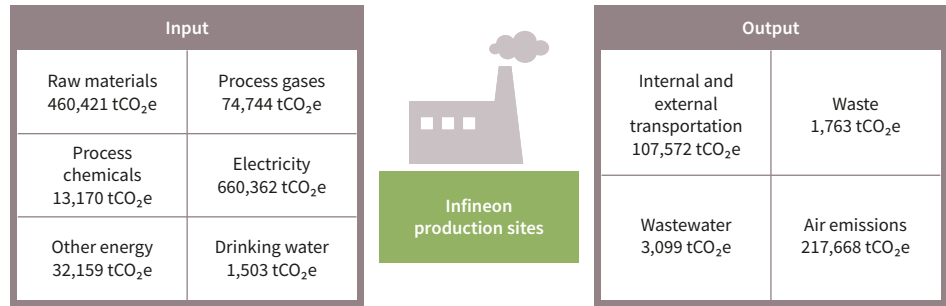 Input
Raw materials
460,421 tCO₂e
Process gases
74,744 tCO₂e
Process
chemicals
13,170 tCO₂e
Electricity
660,362 tCO₂e
Other energy
32,159 tCO₂e
Drinking water
1,503 tCO₂e
Infineon
production sites
Output
Internal and
external
transportation
107,572 tCO₂e
Waste
1,763 tCO₂e
Wastewater
3,099 tCO₂e
Air emissions
217,668 tCO₂e